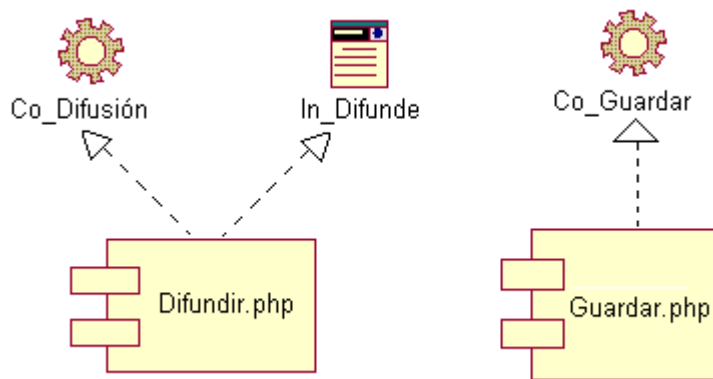 Co_Difusión
In_Difunde
Co_Guardar
Difundir.php
Guardar.php